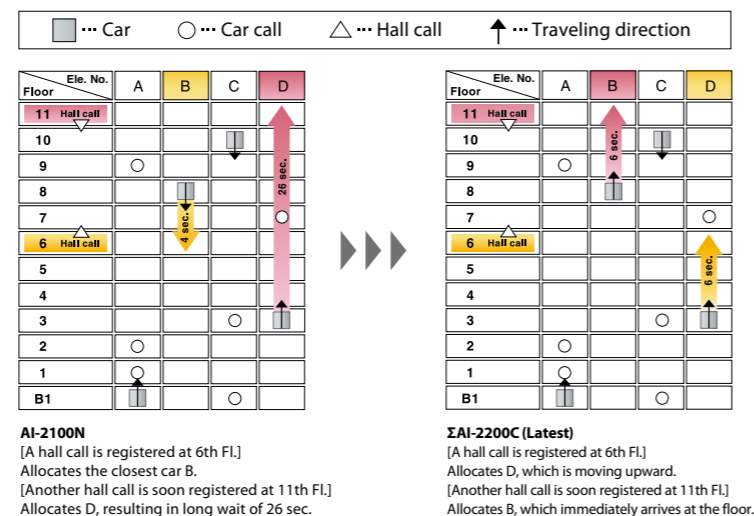 ··· Car ··· Car call ··· Hall call ··· Traveling direction
Ele. No. A B C D
Floor
11 Hall call
10
9
8
7
6 Hall call
5
4
3
2
1
B1
4 sec.
26 sec.
Ele. No. A B C D
Floor
11 Hall call
10
9
8
7
6 Hall call
5
4
3
2
1
B1
6 sec.
6 sec.
AI-2100N
[A hall call is registered at 6th Fl.]
Allocates the closest car B.
[Another hall call is soon registered at 11th Fl.]
Allocates D, resulting in long wait of 26 sec.
ΣAI-2200C (Latest)
[A hall call is registered at 6th Fl.]
Allocates D, which is moving upward.
[Another hall call is soon registered at 11th Fl.]
Allocates B, which immediately arrives at the floor.